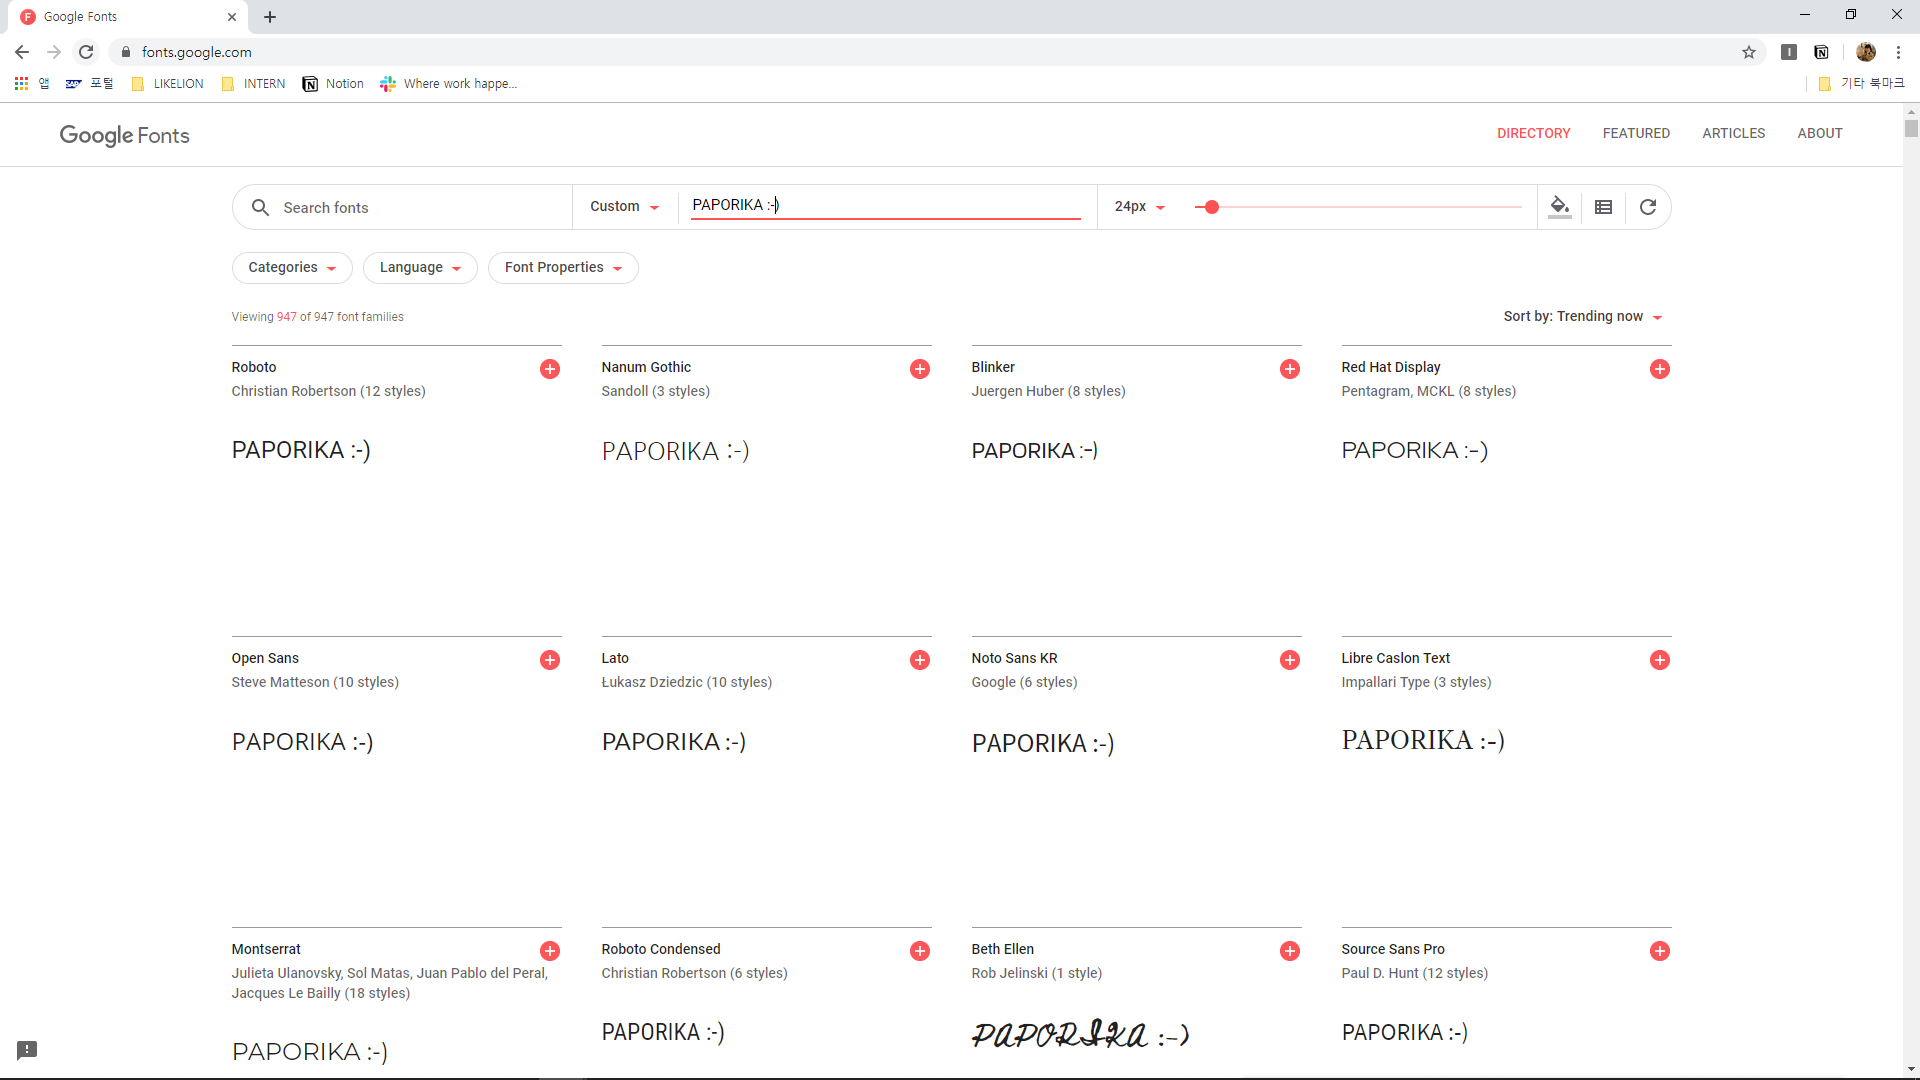 Google Fonts
fonts.google.com
앱 포털 LIKELION INTERN Notion Where work happe... 기타 북마크
Google Fonts DIRECTORY FEATURED ARTICLES ABOUT
Search fonts Custom PAPORIKA :-) 24px
Categories Language Font Properties
Viewing 947 of 947 font families Sort by: Trending now
Roboto
Christian Robertson (12 styles)
PAPORIKA :-)
Nanum Gothic
Sandoll (3 styles)
PAPORIKA :-)
Blinker
Juergen Huber (8 styles)
PAPORIKA :-)
Red Hat Display
Pentagram, MCKL (8 styles)
PAPORIKA :-)
Open Sans
Steve Matteson (10 styles)
PAPORIKA :-)
Lato
Łukasz Dziedzic (10 styles)
PAPORIKA :-)
Noto Sans KR
Google (6 styles)
PAPORIKA :-)
Libre Caslon Text
Impallari Type (3 styles)
PAPORIKA :-)
Montserrat
Julieta Ulanovsky, Sol Matas, Juan Pablo del Peral,
Jacques Le Bailly (18 styles)
PAPORIKA :-)
Roboto Condensed
Christian Robertson (6 styles)
PAPORIKA :-)
Beth Ellen
Rob Jelinski (1 style)
PAPORIKA :-)
Source Sans Pro
Paul D. Hunt (12 styles)
PAPORIKA :-)